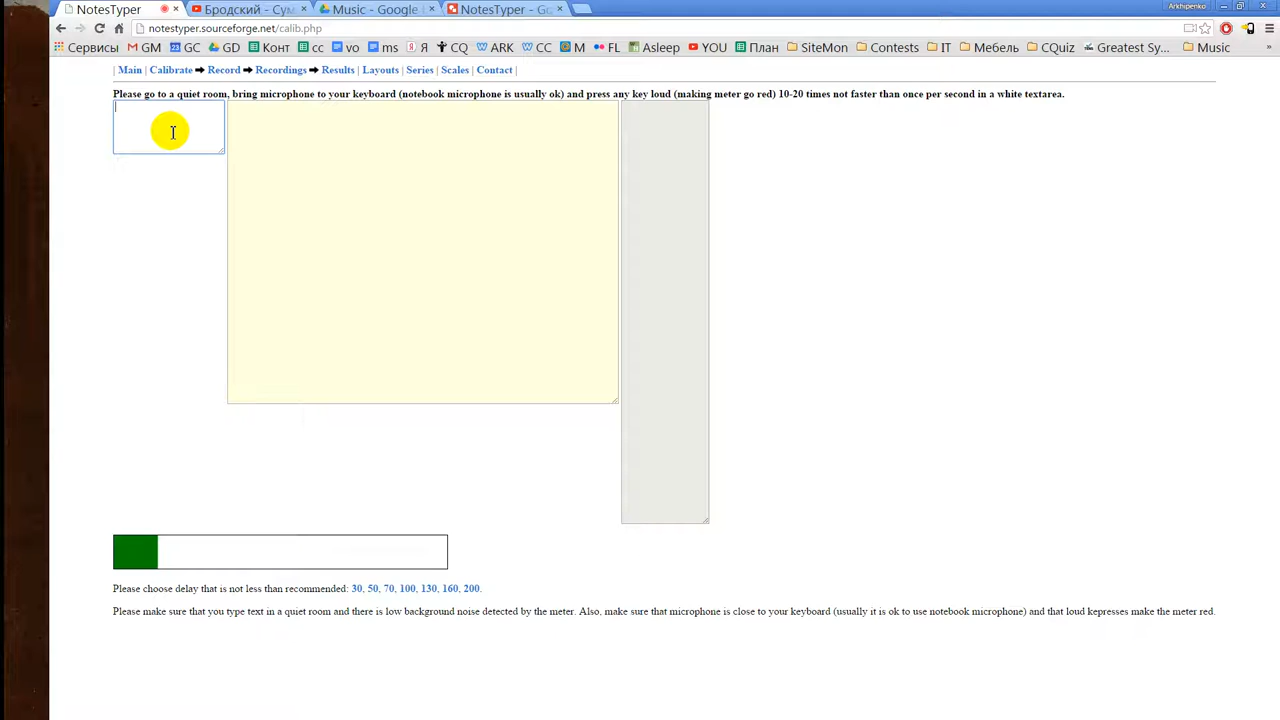 NotesTyper
Бродский - Сум
Music - Google
NotesTyper - Go
Arkhipenko
notestyper.sourceforge.net/calib.php
Сервисы GM GC GD Конт cc vo ms Я CQ ARK CC M FL Asleep YOU План SiteMon Contests IT Мебель CQuiz Greatest Sy... Music »
| Main | Calibrate ➡ Record ➡ Recordings ➡ Results | Layouts | Series | Scales | Contact |
Please go to a quiet room, bring microphone to your keyboard (notebook microphone is usually ok) and press any key loud (making meter go red) 10-20 times not faster than once per second in a white textarea.
Please choose delay that is not less than recommended: 30, 50, 70, 100, 130, 160, 200.
Please make sure that you type text in a quiet room and there is low background noise detected by the meter. Also, make sure that microphone is close to your keyboard (usually it is ok to use notebook microphone) and that loud kepresses make the meter red.